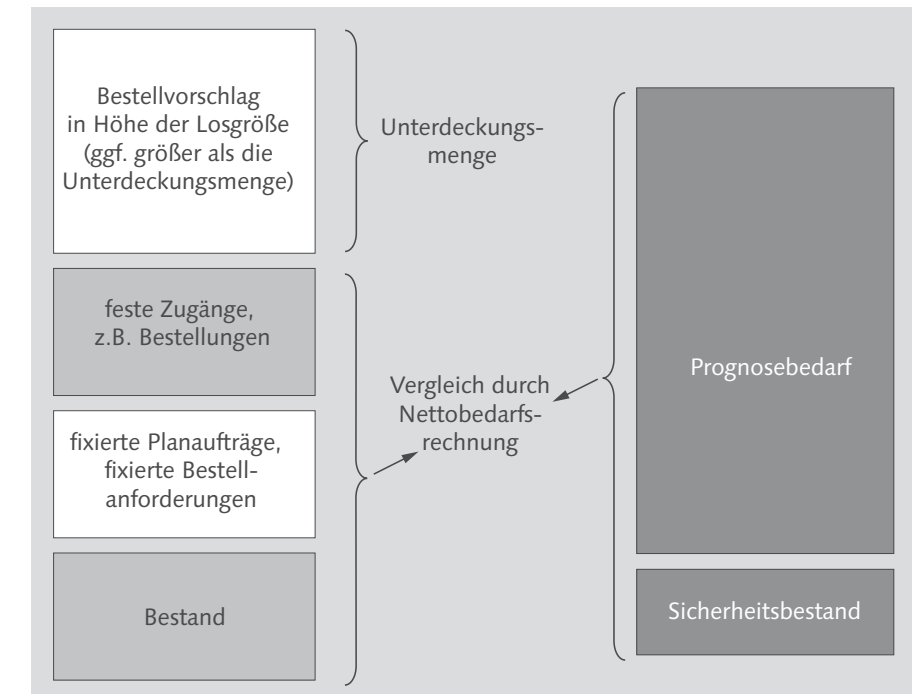 Bestellvorschlag
in Höhe der Losgröße
(ggf. größer als die
Unterdeckungsmenge)
Unterdeckungs-
menge
feste Zugänge,
z.B. Bestellungen
fixierte Planaufträge,
fixierte Bestell-
anforderungen
Bestand
Vergleich durch
Nettobedarfs-
rechnung
Prognosebedarf
Sicherheitsbestand